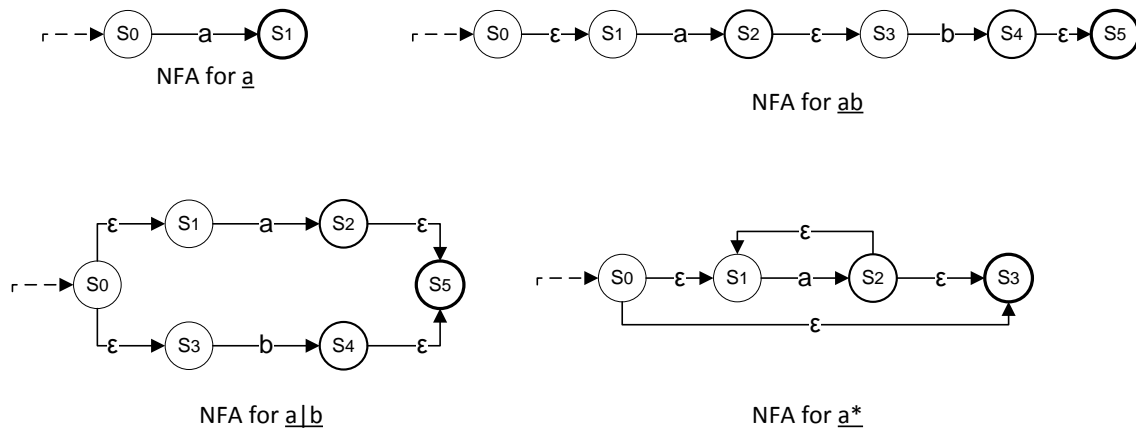 S0 a S1
NFA for a
S0 ε S1 a S2 ε S3 b S4 ε S5
NFA for ab
ε S1 a S2 ε
S0 S5
ε S3 b S4 ε
NFA for a|b
ε
S0 ε S1 a S2 ε S3
ε
NFA for a*